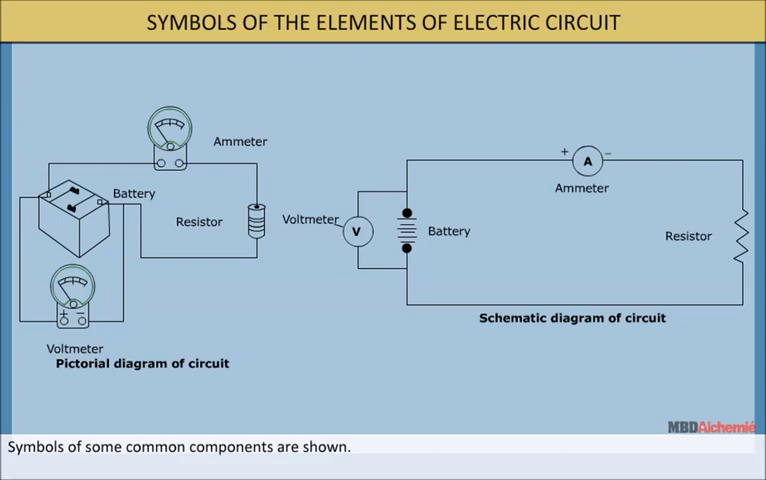 SYMBOLS OF THE ELEMENTS OF ELECTRIC CIRCUIT
Ammeter
Battery
Resistor
+ −
Voltmeter
Pictorial diagram of circuit
+ A −
Ammeter
Voltmeter
V
Battery
Resistor
Schematic diagram of circuit
MBDAlchemié
Symbols of some common components are shown.